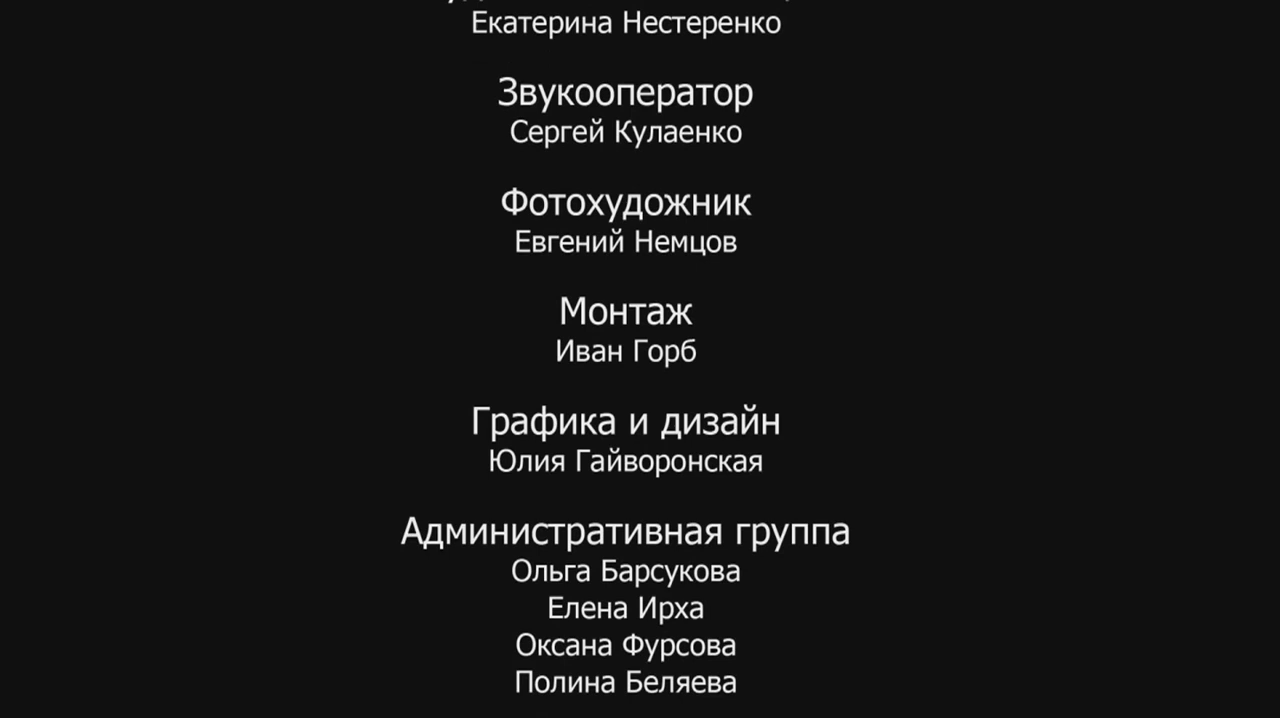 Екатерина Нестеренко
Звукооператор
Сергей Кулаенко
Фотохудожник
Евгений Немцов
Монтаж
Иван Горб
Графика и дизайн
Юлия Гайворонская
Административная группа
Ольга Барсукова
Елена Ирха
Оксана Фурсова
Полина Беляева